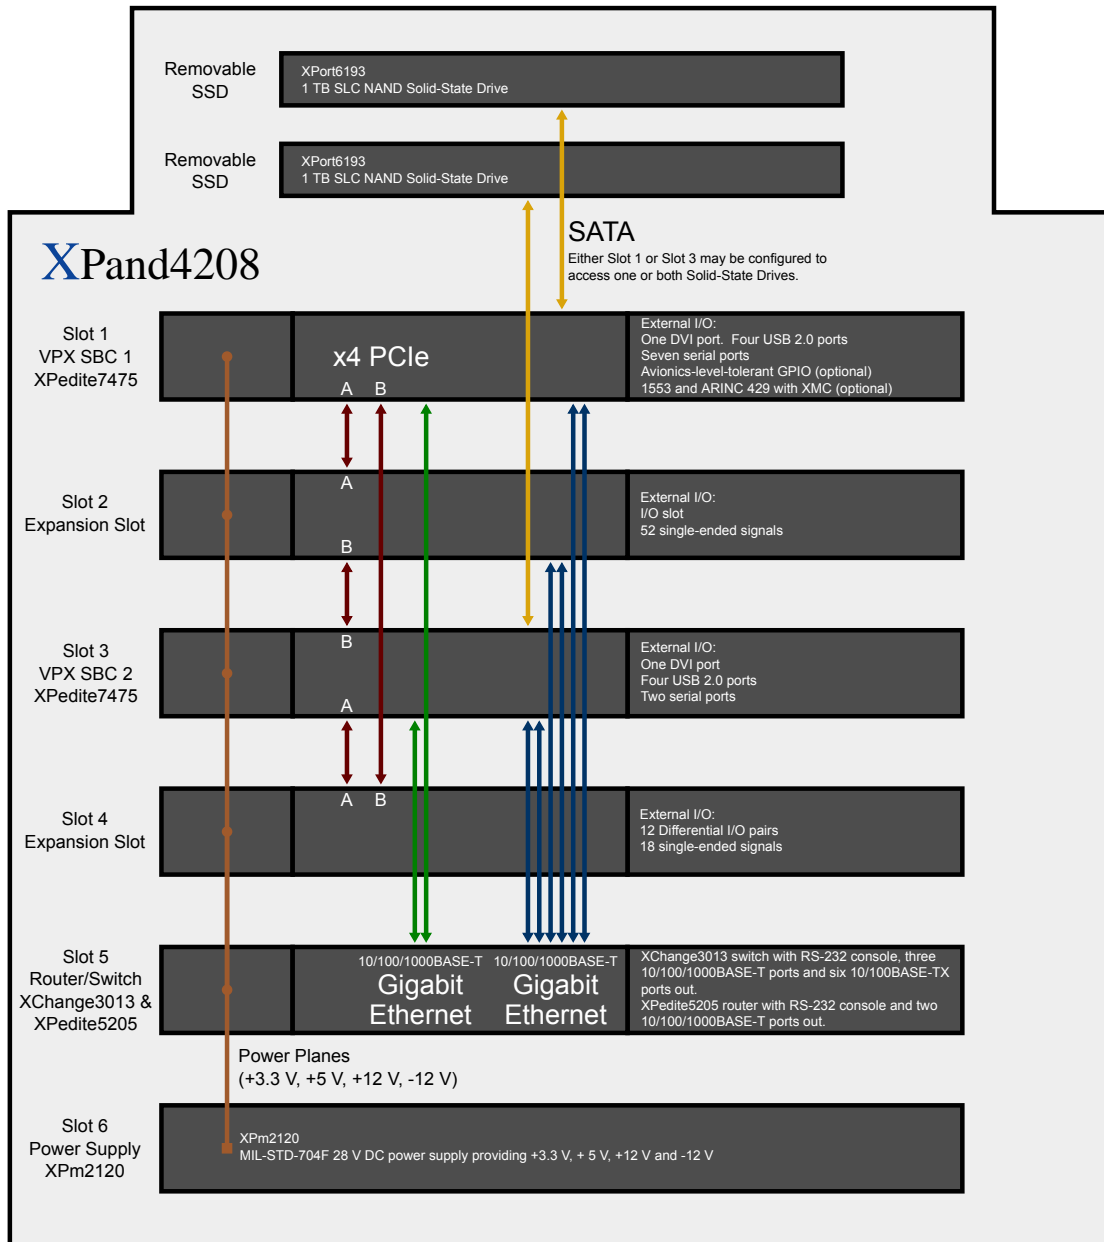 Removable
SSD
XPort6193
1 TB SLC NAND Solid-State Drive
Removable
SSD
XPort6193
1 TB SLC NAND Solid-State Drive
SATA
Either Slot 1 or Slot 3 may be configured to
access one or both Solid-State Drives.
XPand4208
Slot 1
VPX SBC 1
XPedite7475
x4 PCIe
A B
External I/O:
One DVI port. Four USB 2.0 ports
Seven serial ports
Avionics-level-tolerant GPIO (optional)
1553 and ARINC 429 with XMC (optional)
Slot 2
Expansion Slot
A
B
External I/O:
I/O slot
52 single-ended signals
Slot 3
VPX SBC 2
XPedite7475
B
A
External I/O:
One DVI port
Four USB 2.0 ports
Two serial ports
Slot 4
Expansion Slot
A B
External I/O:
12 Differential I/O pairs
18 single-ended signals
Slot 5
Router/Switch
XChange3013 &
XPedite5205
10/100/1000BASE-T
Gigabit
Ethernet
10/100/1000BASE-T
Gigabit
Ethernet
XChange3013 switch with RS-232 console, three
10/100/1000BASE-T ports and six 10/100BASE-TX
ports out.
XPedite5205 router with RS-232 console and two
10/100/1000BASE-T ports out.
Power Planes
(+3.3 V, +5 V, +12 V, -12 V)
Slot 6
Power Supply
XPm2120
XPm2120
MIL-STD-704F 28 V DC power supply providing +3.3 V, + 5 V, +12 V and -12 V